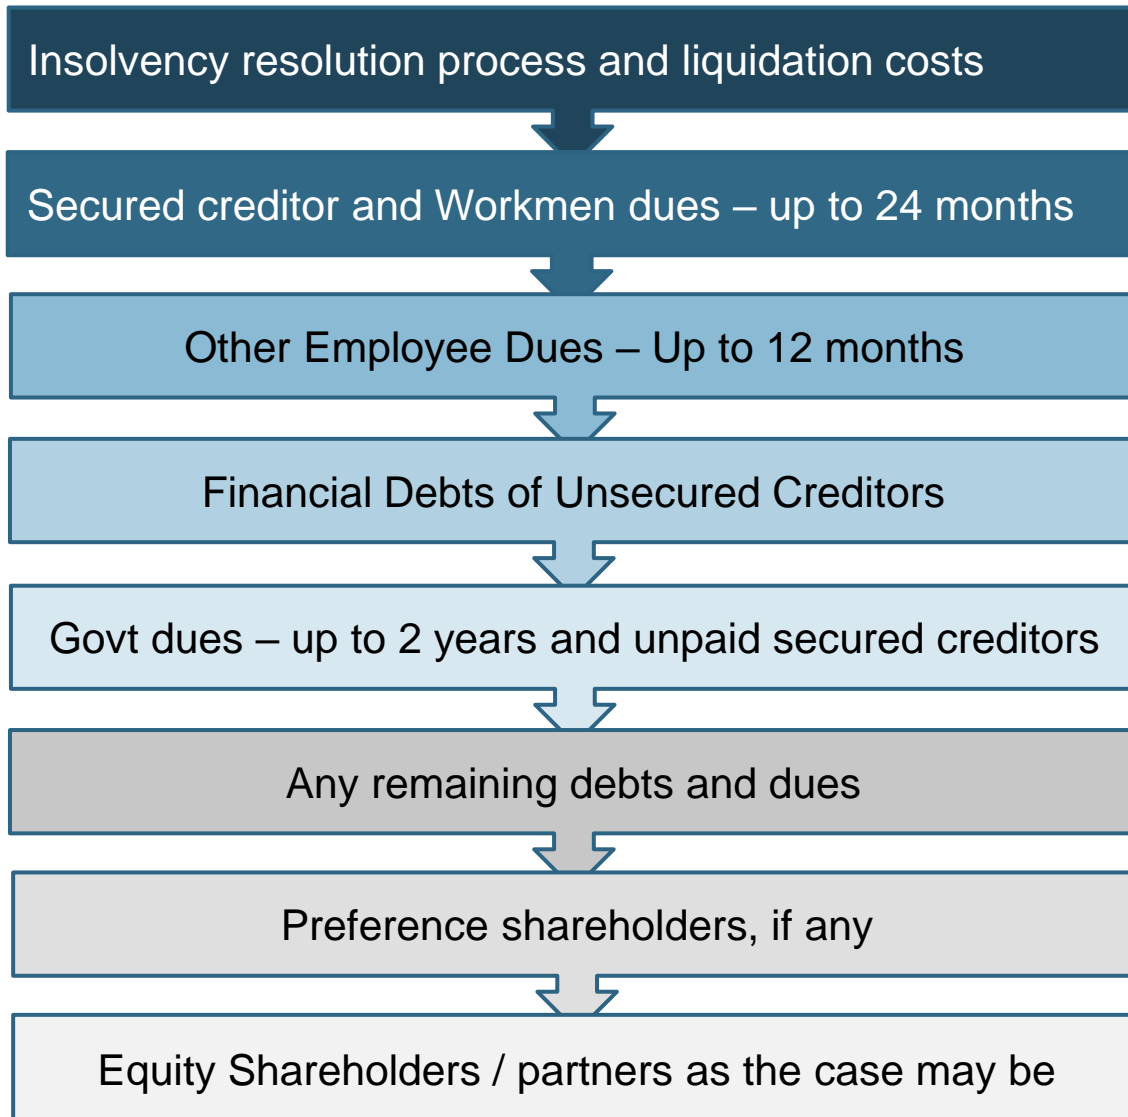 Insolvency resolution process and liquidation costs
Secured creditor and Workmen dues – up to 24 months
Other Employee Dues – Up to 12 months
Financial Debts of Unsecured Creditors
Govt dues – up to 2 years and unpaid secured creditors
Any remaining debts and dues
Preference shareholders, if any
Equity Shareholders / partners as the case may be